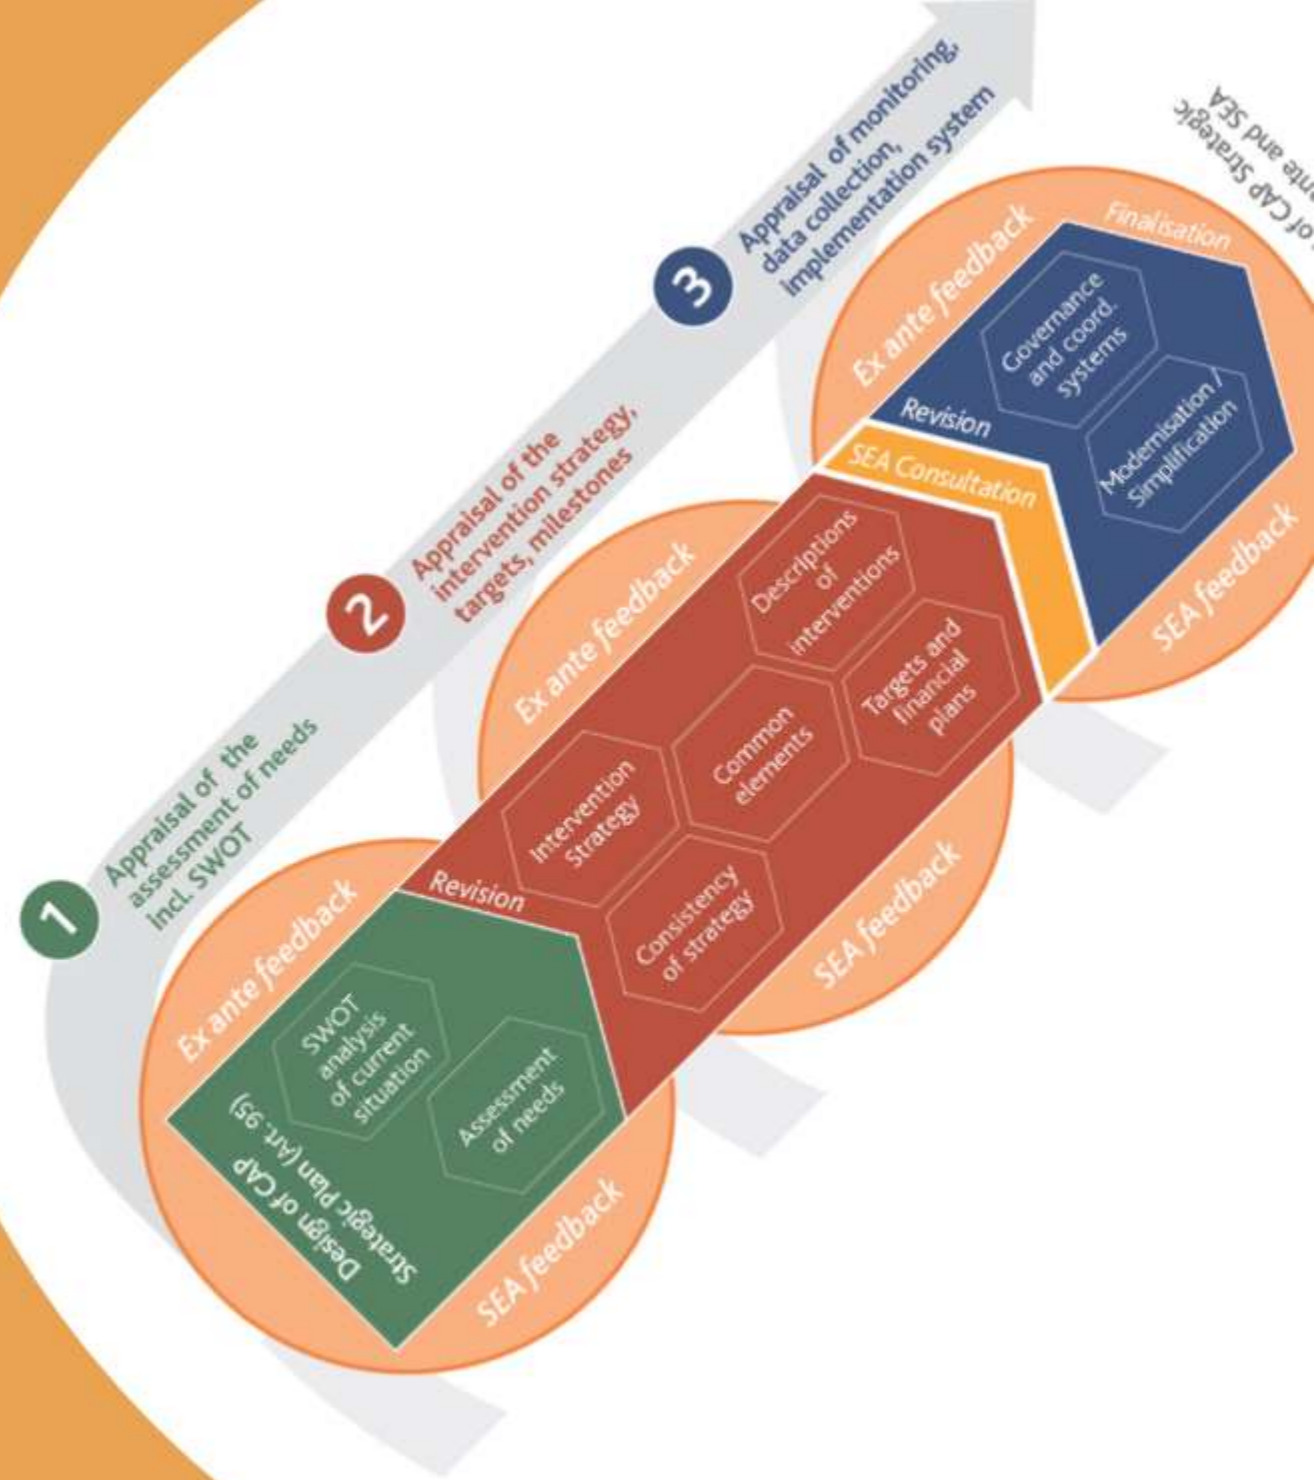 1
Appraisal of the
assessment of needs
incl. SWOT
2
Appraisal of the
intervention strategy,
targets, milestones
3
Appraisal of monitoring,
data collection,
implementation system
Design of CAP
Strategic Plan (Art. 95)
Ex ante feedback
SWOT
analysis
of current
situation
Assessment
of needs
SEA feedback
Revision
Ex ante feedback
Intervention
Strategy
Consistency
of strategy
Common
elements
Descriptions
of
interventions
Targets and
financial
plans
SEA feedback
SEA Consultation
Revision
Ex ante feedback
Governance
and coord.
systems
Modernisation /
Simplification
Finalisation
SEA feedback
of CAP Strategic
and SEA